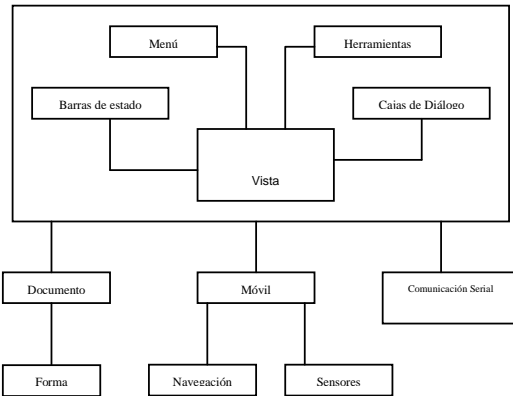 Menú
Herramientas
Barras de estado
Cajas de Diálogo
Vista
Documento
Móvil
Comunicación Serial
Forma
Navegación
Sensores